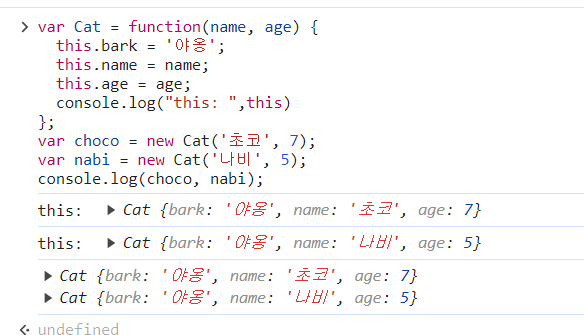 var Cat = function(name, age) {
  this.bark = '야옹';
  this.name = name;
  this.age = age;
  console.log("this: ",this)
};
var choco = new Cat('초코', 7);
var nabi = new Cat('나비', 5);
console.log(choco, nabi);
this: ▶ Cat {bark: '야옹', name: '초코', age: 7}
this: ▶ Cat {bark: '야옹', name: '나비', age: 5}
▶ Cat {bark: '야옹', name: '초코', age: 7}
▶ Cat {bark: '야옹', name: '나비', age: 5}
undefined